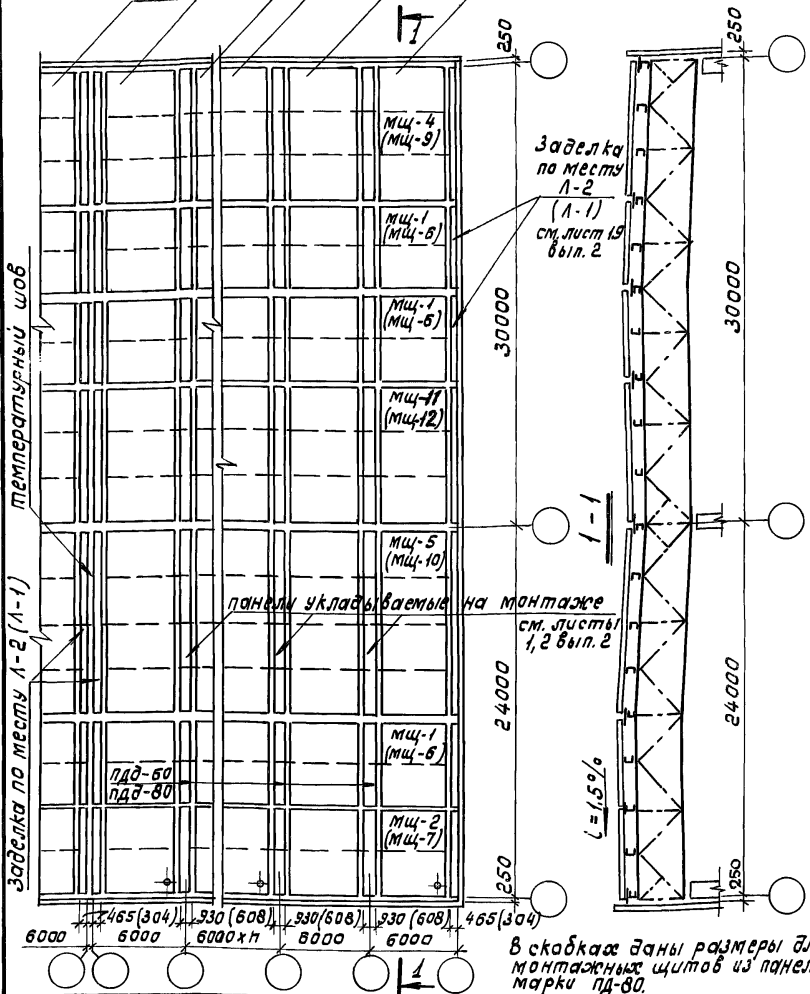 1
250
250
МЩ-4
(МЩ-9)
Заделка
по месту
Л-2
(Л-1)
см. лист 19
вып. 2
МЩ-1
(МЩ-6)
30000
30000
МЩ-1
(МЩ-6)
температурный шов
МЩ-11
(МЩ-12)
1-1
МЩ-5
(МЩ-10)
панели укладываемые на монтаже
см. листы
1, 2 вып. 2
заделка по месту Л-2 (Л-1)
24000
24000
МЩ-1
(МЩ-6)
ПДД-60
ПДД-80
i=1,5%
МЩ-2
(МЩ-7)
250
250
465(304)
930(608)
930(608)
930(608)
465(304)
6000
6000
6000хн
6000
6000
1
В скобках даны размеры
монтажных щитов из
марки ПД-80.